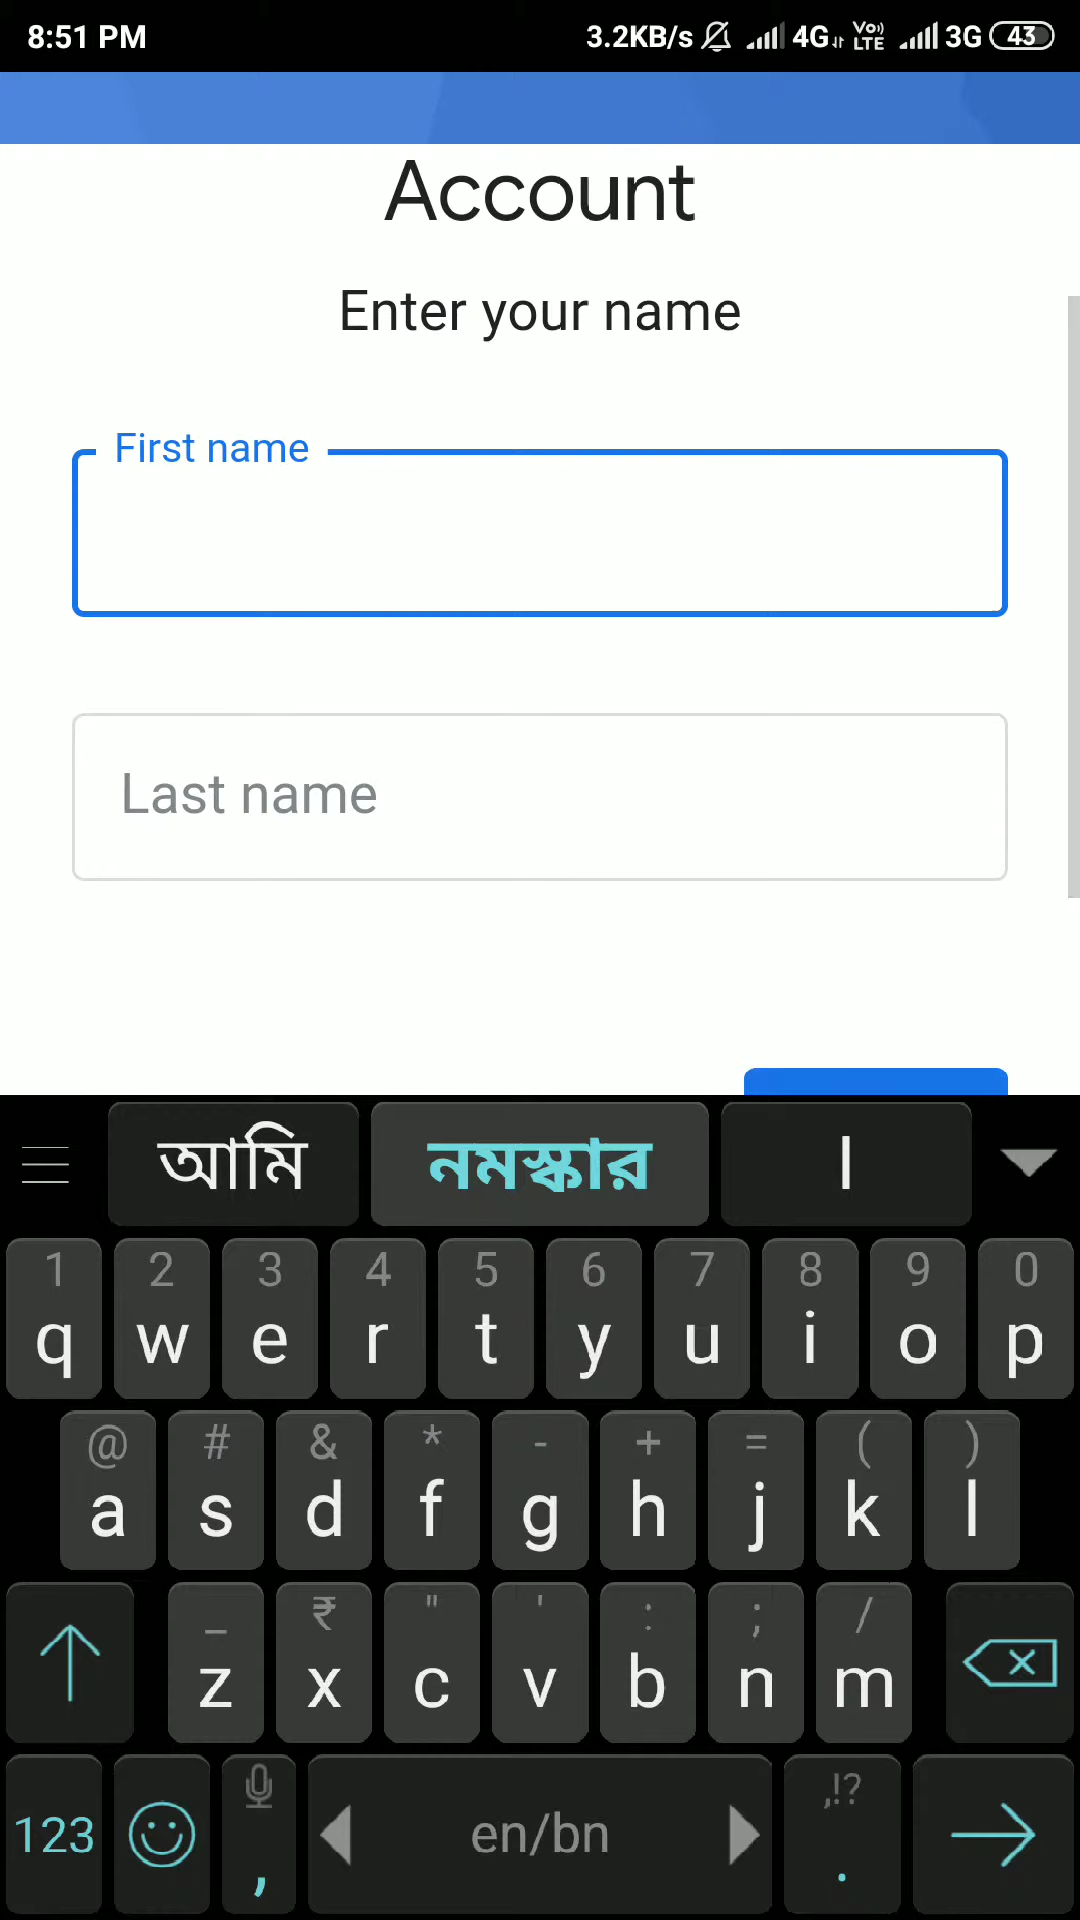 8:51 PM 3.2KB/s 4G VoLTE 3G 43
Account
Enter your name
First name
Last name
আমি নমস্কার ।
1 2 3 4 5 6 7 8 9 0
q w e r t y u i o p
@ # & * - + = ( )
a s d f g h j k l
_ ₹ " ' : ; /
z x c v b n m
,!?
123 , en/bn .